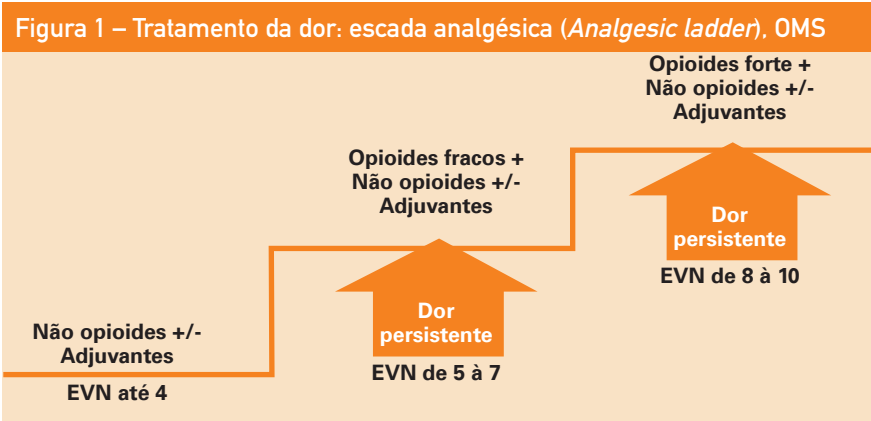 Figura 1 – Tratamento da dor: escada analgésica (Analgesic ladder), OMS
Não opioides +/-
Adjuvantes
EVN até 4
Opioides fracos +
Não opioides +/-
Adjuvantes
Dor
persistente
EVN de 5 à 7
Opioides forte +
Não opioides +/-
Adjuvantes
Dor
persistente
EVN de 8 à 10